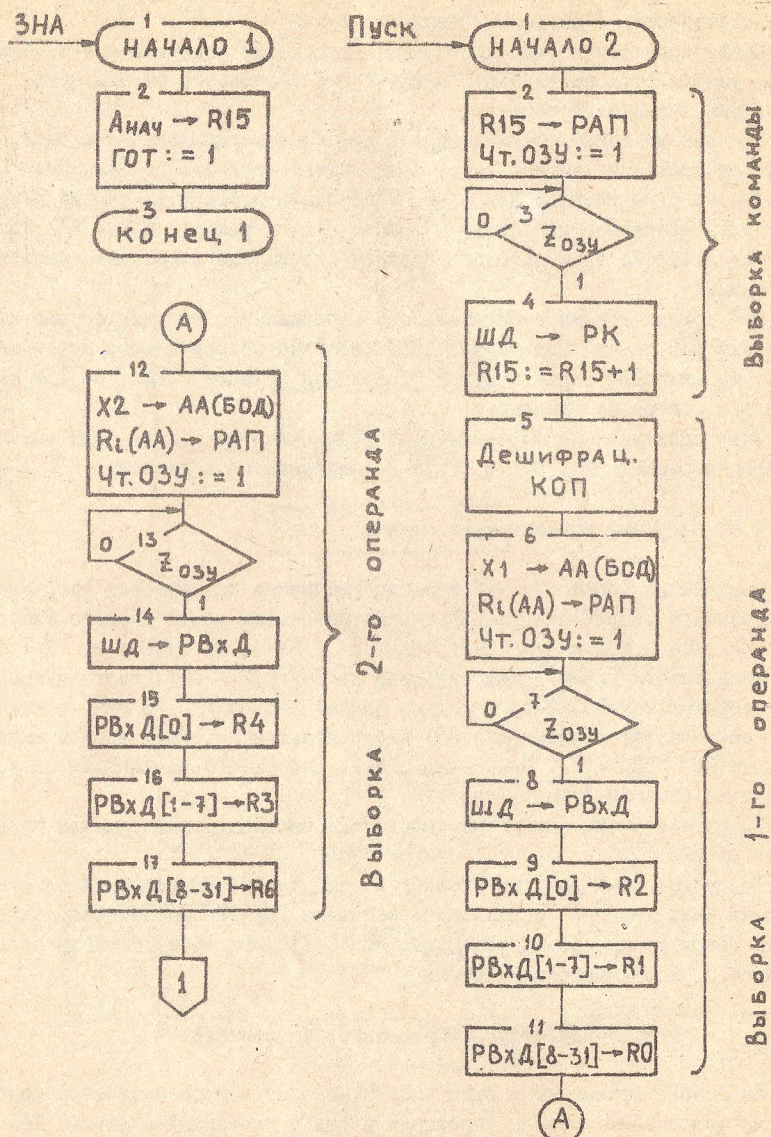 ЗНА
1
НАЧАЛО 1
2
Анач → R15
ГОТ := 1
3
конец 1
Пуск
1
НАЧАЛО 2
2
R15 → РАП
Чт.ОЗУ := 1
0
3
Zозу
1
4
ШД → РК
R15 := R15+1
Выборка команды
5
Дешифрац.
КОП
6
X1 → АА(БОД)
Ri(АА) → РАП
Чт.ОЗУ := 1
0
7
Zозу
1
8
ШД → РВхД
9
РВхД[0] → R2
10
РВхД[1-7] → R1
11
РВхД[8-31] → R0
А
Выборка 1-го операнда
А
12
X2 → АА(БОД)
Ri(АА) → РАП
Чт.ОЗУ := 1
0
13
Zозу
1
14
ШД → РВхД
15
РВхД[0] → R4
16
РВхД[1-7] → R3
17
РВхД[8-31] → R6
1
Выборка 2-го операнда